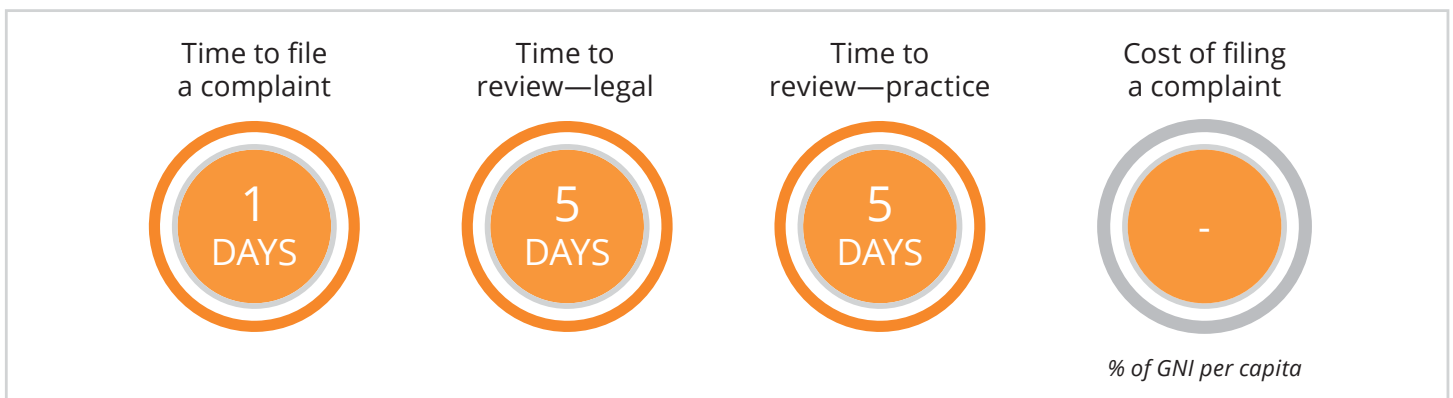 Time to file
a complaint
1
DAYS
Time to
review—legal
5
DAYS
Time to
review—practice
5
DAYS
Cost of filing
a complaint
-
% of GNI per capita